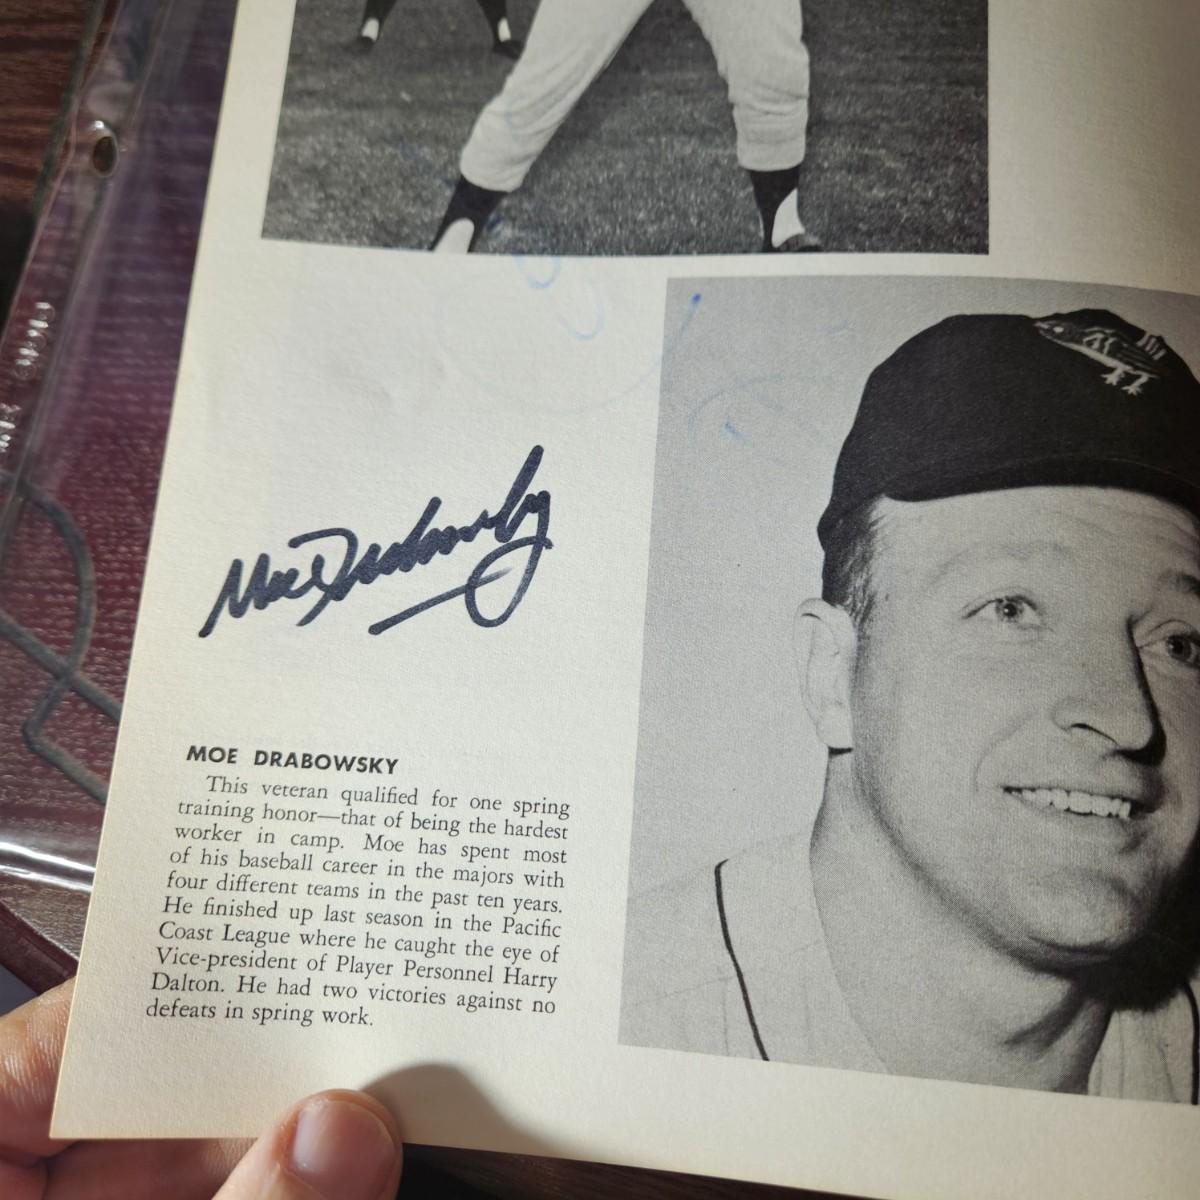 Moe Drabowsky
MOE DRABOWSKY
This veteran qualified for one spring
training honor—that of being the hardest
worker in camp. Moe has spent most
of his baseball career in the majors with
four different teams in the past ten years.
He finished up last season in the Pacific
Coast League where he caught the eye of
Vice-president of Player Personnel Harry
Dalton. He had two victories against no
defeats in spring work.